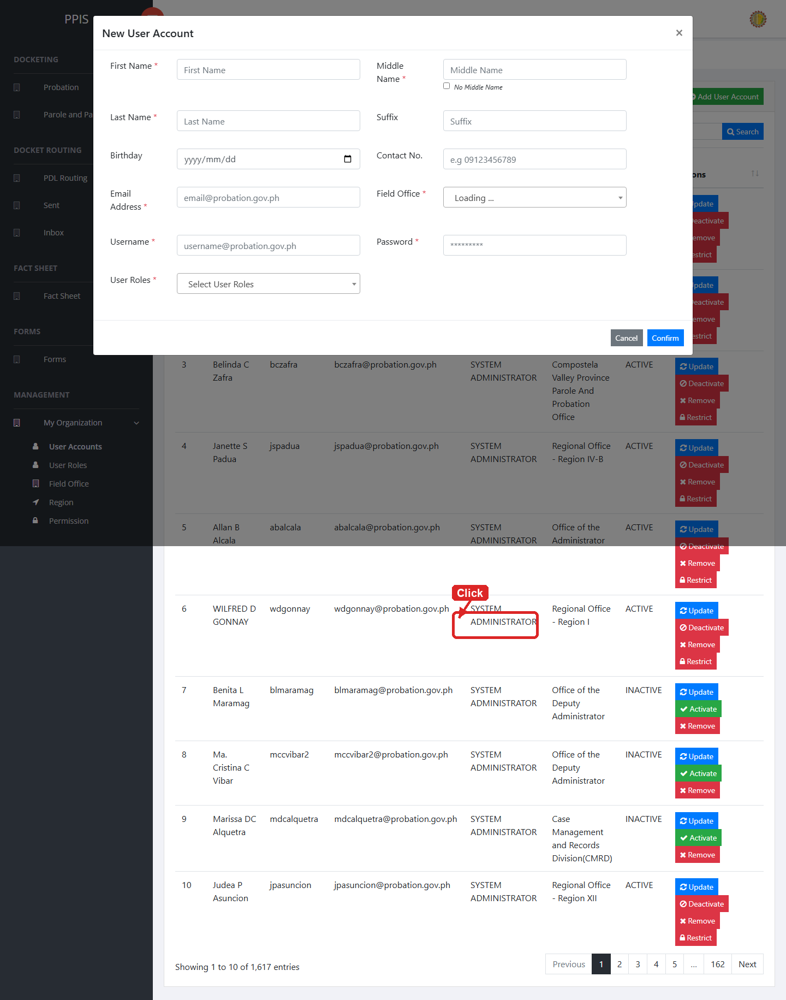 PPIS
New User Account ×
First Name * First Name
Middle Name * Middle Name
No Middle Name
Last Name * Last Name
Suffix Suffix
Birthday yyyy/mm/dd
Contact No. e.g 09123456789
Email Address * email@probation.gov.ph
Field Office * Loading ...
Username * username@probation.gov.ph
Password * *********
User Roles * Select User Roles
Cancel Confirm
DOCKETING
Probation
Parole and Pa
DOCKET ROUTING
PDL Routing
Sent
Inbox
FACT SHEET
Fact Sheet
FORMS
Forms
MANAGEMENT
My Organization
User Accounts
User Roles
Field Office
Region
Permission
Add User Account
Search
ons
pdate
Deactivate
emove
estrict
pdate
Deactivate
emove
estrict
3 Belinda C bczafra bczafra@probation.gov.ph SYSTEM Compostela ACTIVE Update
Zafra ADMINISTRATOR Valley Province
Deactivate
Parole And
Remove
Probation
Office Restrict
4 Janette S jspadua jspadua@probation.gov.ph SYSTEM Regional Office ACTIVE Update
Padua ADMINISTRATOR - Region IV-B
Deactivate
Remove
Restrict
5 Allan B abalcala abalcala@probation.gov.ph SYSTEM Office of the ACTIVE Update
Alcala ADMINISTRATOR Administrator
Deactivate
Remove
Restrict
Click
6 WILFRED D wdgonnay wdgonnay@probation.gov.ph SYSTEM Regional Office ACTIVE Update
GONNAY ADMINISTRATOR - Region I
Deactivate
Remove
Restrict
7 Benita L blmaramag blmaramag@probation.gov.ph SYSTEM Office of the INACTIVE Update
Maramag ADMINISTRATOR Deputy
Activate
Administrator
Remove
8 Ma. mccvibar2 mccvibar2@probation.gov.ph SYSTEM Office of the INACTIVE Update
Cristina C ADMINISTRATOR Deputy
Activate
Vibar Administrator
Remove
9 Marissa DC mdcalquetra mdcalquetra@probation.gov.ph SYSTEM Case INACTIVE Update
Alquetra ADMINISTRATOR Management
Activate
and Records
Remove
Division(CMRD)
10 Judea P jpasuncion jpasuncion@probation.gov.ph SYSTEM Regional Office ACTIVE Update
Asuncion ADMINISTRATOR - Region XII
Deactivate
Remove
Restrict
Showing 1 to 10 of 1,617 entries
Previous 1 2 3 4 5 ... 162 Next